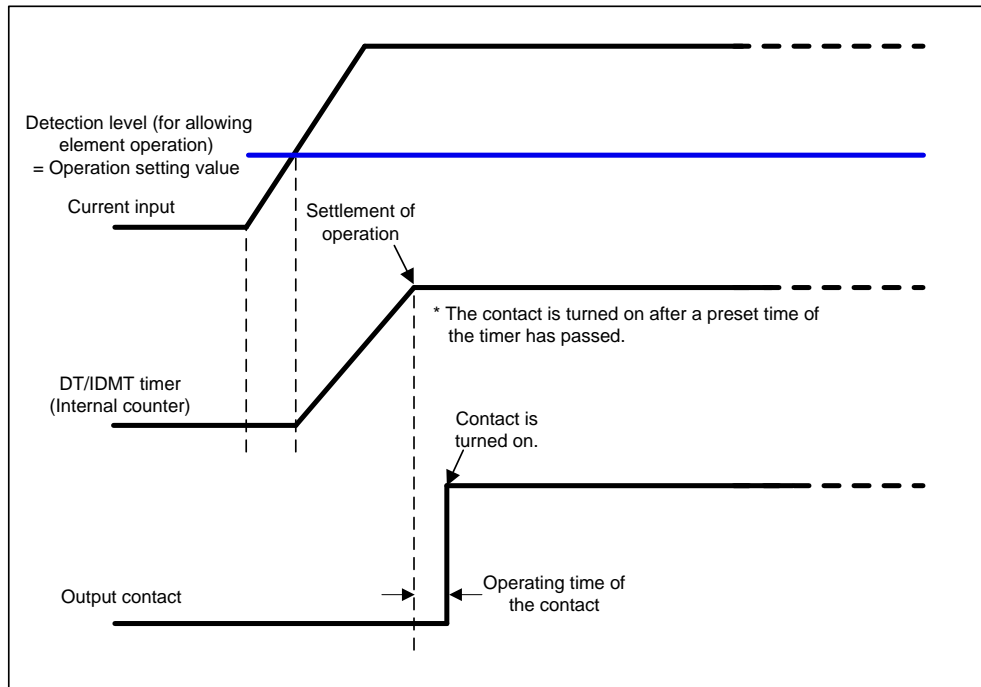 Detection level (for allowing
element operation)
= Operation setting value
Current input
Settlement of
operation
* The contact is turned on after a preset time of
the timer has passed.
DT/IDMT timer
(Internal counter)
Contact is
turned on.
Output contact
Operating time of
the contact